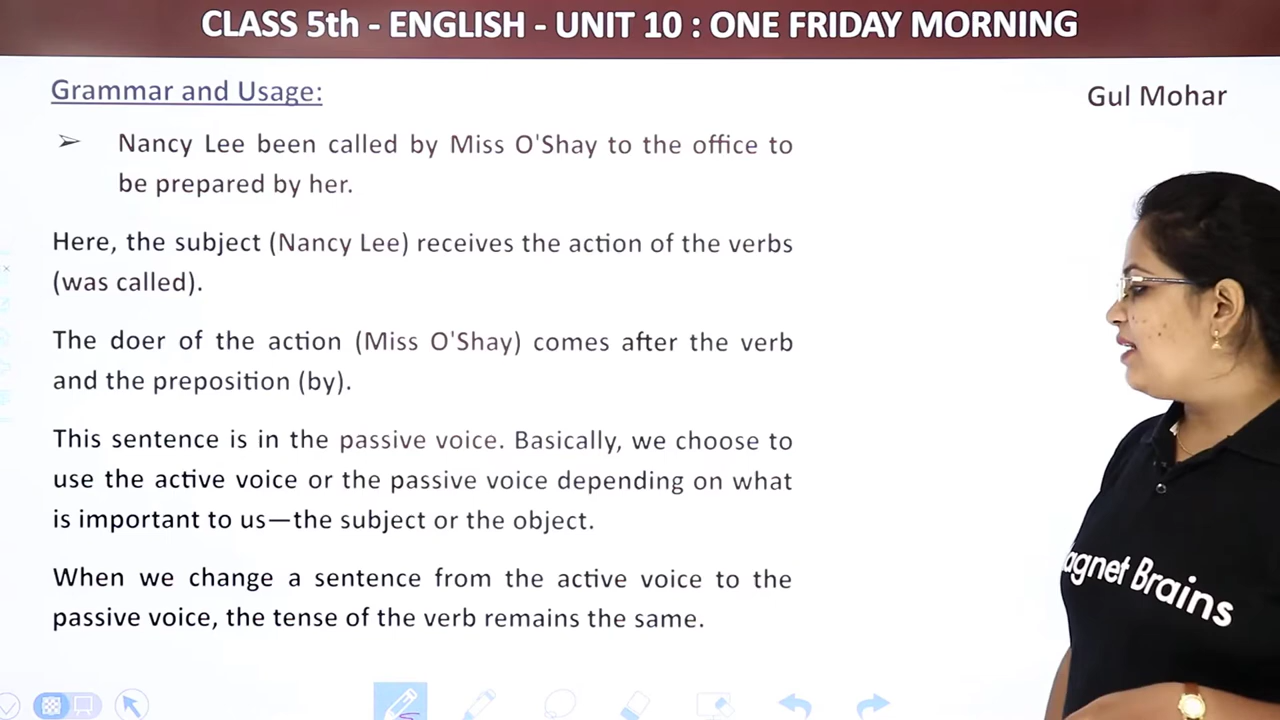 CLASS 5th - ENGLISH - UNIT 10 : ONE FRIDAY MORNING
Grammar and Usage:
Gul Mohar
➢ Nancy Lee been called by Miss O'Shay to the office to
be prepared by her.
Here, the subject (Nancy Lee) receives the action of the verbs
(was called).
The doer of the action (Miss O'Shay) comes after the verb
and the preposition (by).
This sentence is in the passive voice. Basically, we choose to
use the active voice or the passive voice depending on what
is important to us—the subject or the object.
When we change a sentence from the active voice to the
passive voice, the tense of the verb remains the same.
agnet Brains